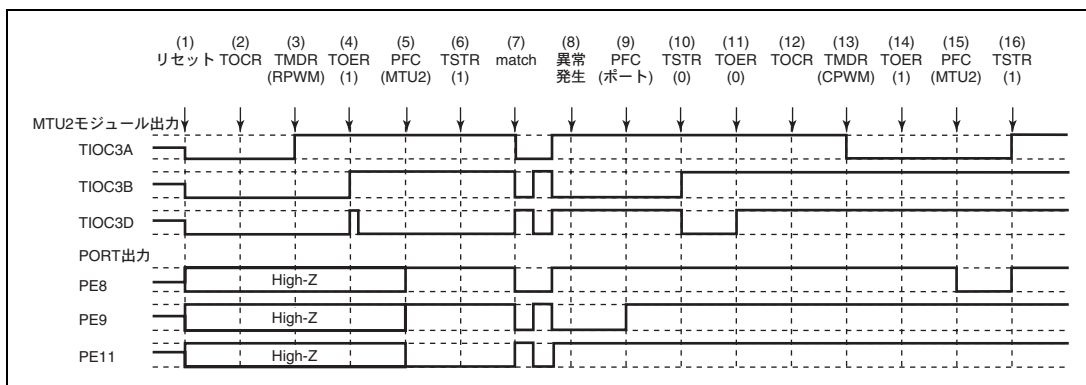 (1) (2) (3) (4) (5) (6) (7) (8) (9) (10) (11) (12) (13) (14) (15) (16)
リセット TOCR TMDR TOER PFC TSTR match 異常 PFC TSTR TOER TOCR TMDR TOER PFC TSTR
(RPWM) (1) (MTU2) (1) 発生 (ポート) (0) (0) (CPWM) (1) (MTU2) (1)
MTU2モジュール出力
TIOC3A
TIOC3B
TIOC3D
PORT出力
PE8 High-Z
PE9 High-Z
PE11 High-Z